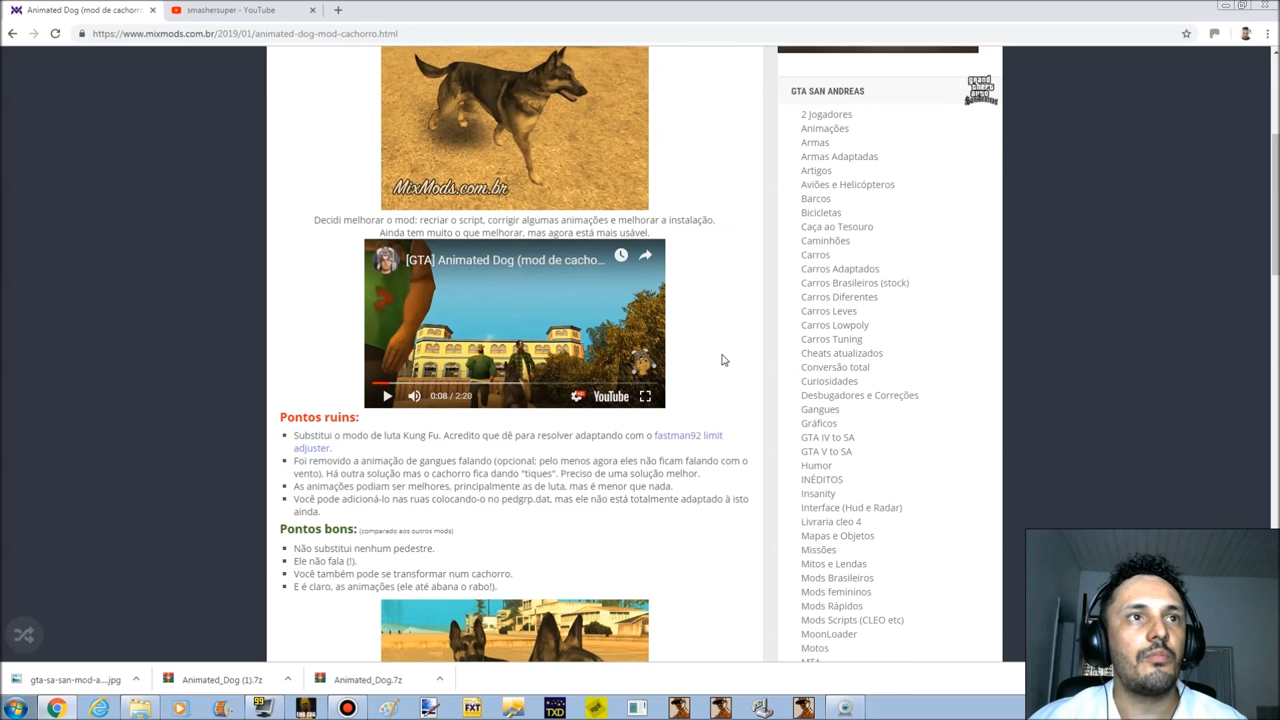 Animated Dog (mod de cachorro
smashersuper - YouTube
https://www.mixmods.com.br/2019/01/animated-dog-mod-cachorro.html
MixMods.com.br
Decidi melhorar o mod: recriar o script, corrigir algumas animações e melhorar a instalação.
Ainda tem muito o que melhorar, mas agora está mais usável.
[GTA] Animated Dog (mod de cacho...
0:08 / 2:20
YouTube
Pontos ruins:
Substitui o modo de luta Kung Fu. Acredito que dê para resolver adaptando com o fastman92 limit
adjuster.
Foi removido a animação de gangues falando (opcional; pelo menos agora eles não ficam falando com o
vento). Há outra solução mas o cachorro fica dando "tiques". Preciso de uma solução melhor.
As animações podiam ser melhores, principalmente as de luta, mas é menor que nada.
Você pode adicioná-lo nas ruas colocando-o no pedgrp.dat, mas ele não está totalmente adaptado à isto
ainda.
Pontos bons: (comparado aos outros mods)
Não substitui nenhum pedestre.
Ele não fala (!).
Você também pode se transformar num cachorro.
E é claro, as animações (ele até abana o rabo!).
GTA SAN ANDREAS
grand theft auto SanAndreas
2 Jogadores
Animações
Armas
Armas Adaptadas
Artigos
Aviões e Helicópteros
Barcos
Bicicletas
Caça ao Tesouro
Caminhões
Carros
Carros Adaptados
Carros Brasileiros (stock)
Carros Diferentes
Carros Leves
Carros Lowpoly
Carros Tuning
Cheats atualizados
Conversão total
Curiosidades
Desbugadores e Correções
Gangues
Gráficos
GTA IV to SA
GTA V to SA
Humor
INÉDITOS
Insanity
Interface (Hud e Radar)
Livraria cleo 4
Mapas e Objetos
Missões
Mitos e Lendas
Mods Brasileiros
Mods femininos
Mods Rápidos
Mods Scripts (CLEO etc)
MoonLoader
Motos
gta-sa-san-mod-a....jpg
Animated_Dog (1).7z
Animated_Dog.7z
99
FXT
TXD